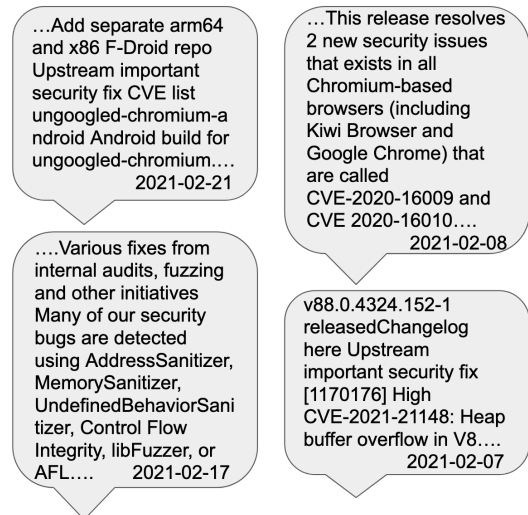 …Add separate arm64
and x86 F-Droid repo
Upstream important
security fix CVE list
ungoogled-chromium-a
ndroid Android build for
ungoogled-chromium….
2021-02-21
….Various fixes from
internal audits, fuzzing
and other initiatives
Many of our security
bugs are detected
using AddressSanitizer,
MemorySanitizer,
UndefinedBehaviorSani
tizer, Control Flow
Integrity, libFuzzer, or
AFL…. 2021-02-17
…This release resolves
2 new security issues
that exists in all
Chromium-based
browsers (including
Kiwi Browser and
Google Chrome) that
are called
CVE-2020-16009 and
CVE 2020-16010….
2021-02-08
v88.0.4324.152-1
releasedChangelog
here Upstream
important security fix
[1170176] High
CVE-2021-21148: Heap
buffer overflow in V8….
2021-02-07